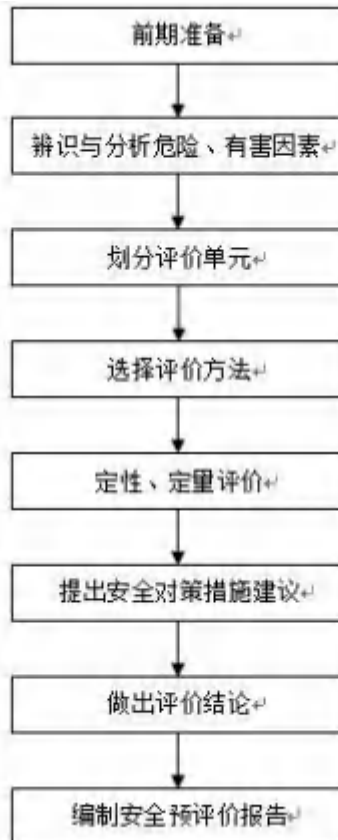 前期准备
辨识与分析危险、有害因素
划分评价单元
选择评价方法
定性、定量评价
提出安全对策措施建议
做出评价结论
编制安全预评价报告